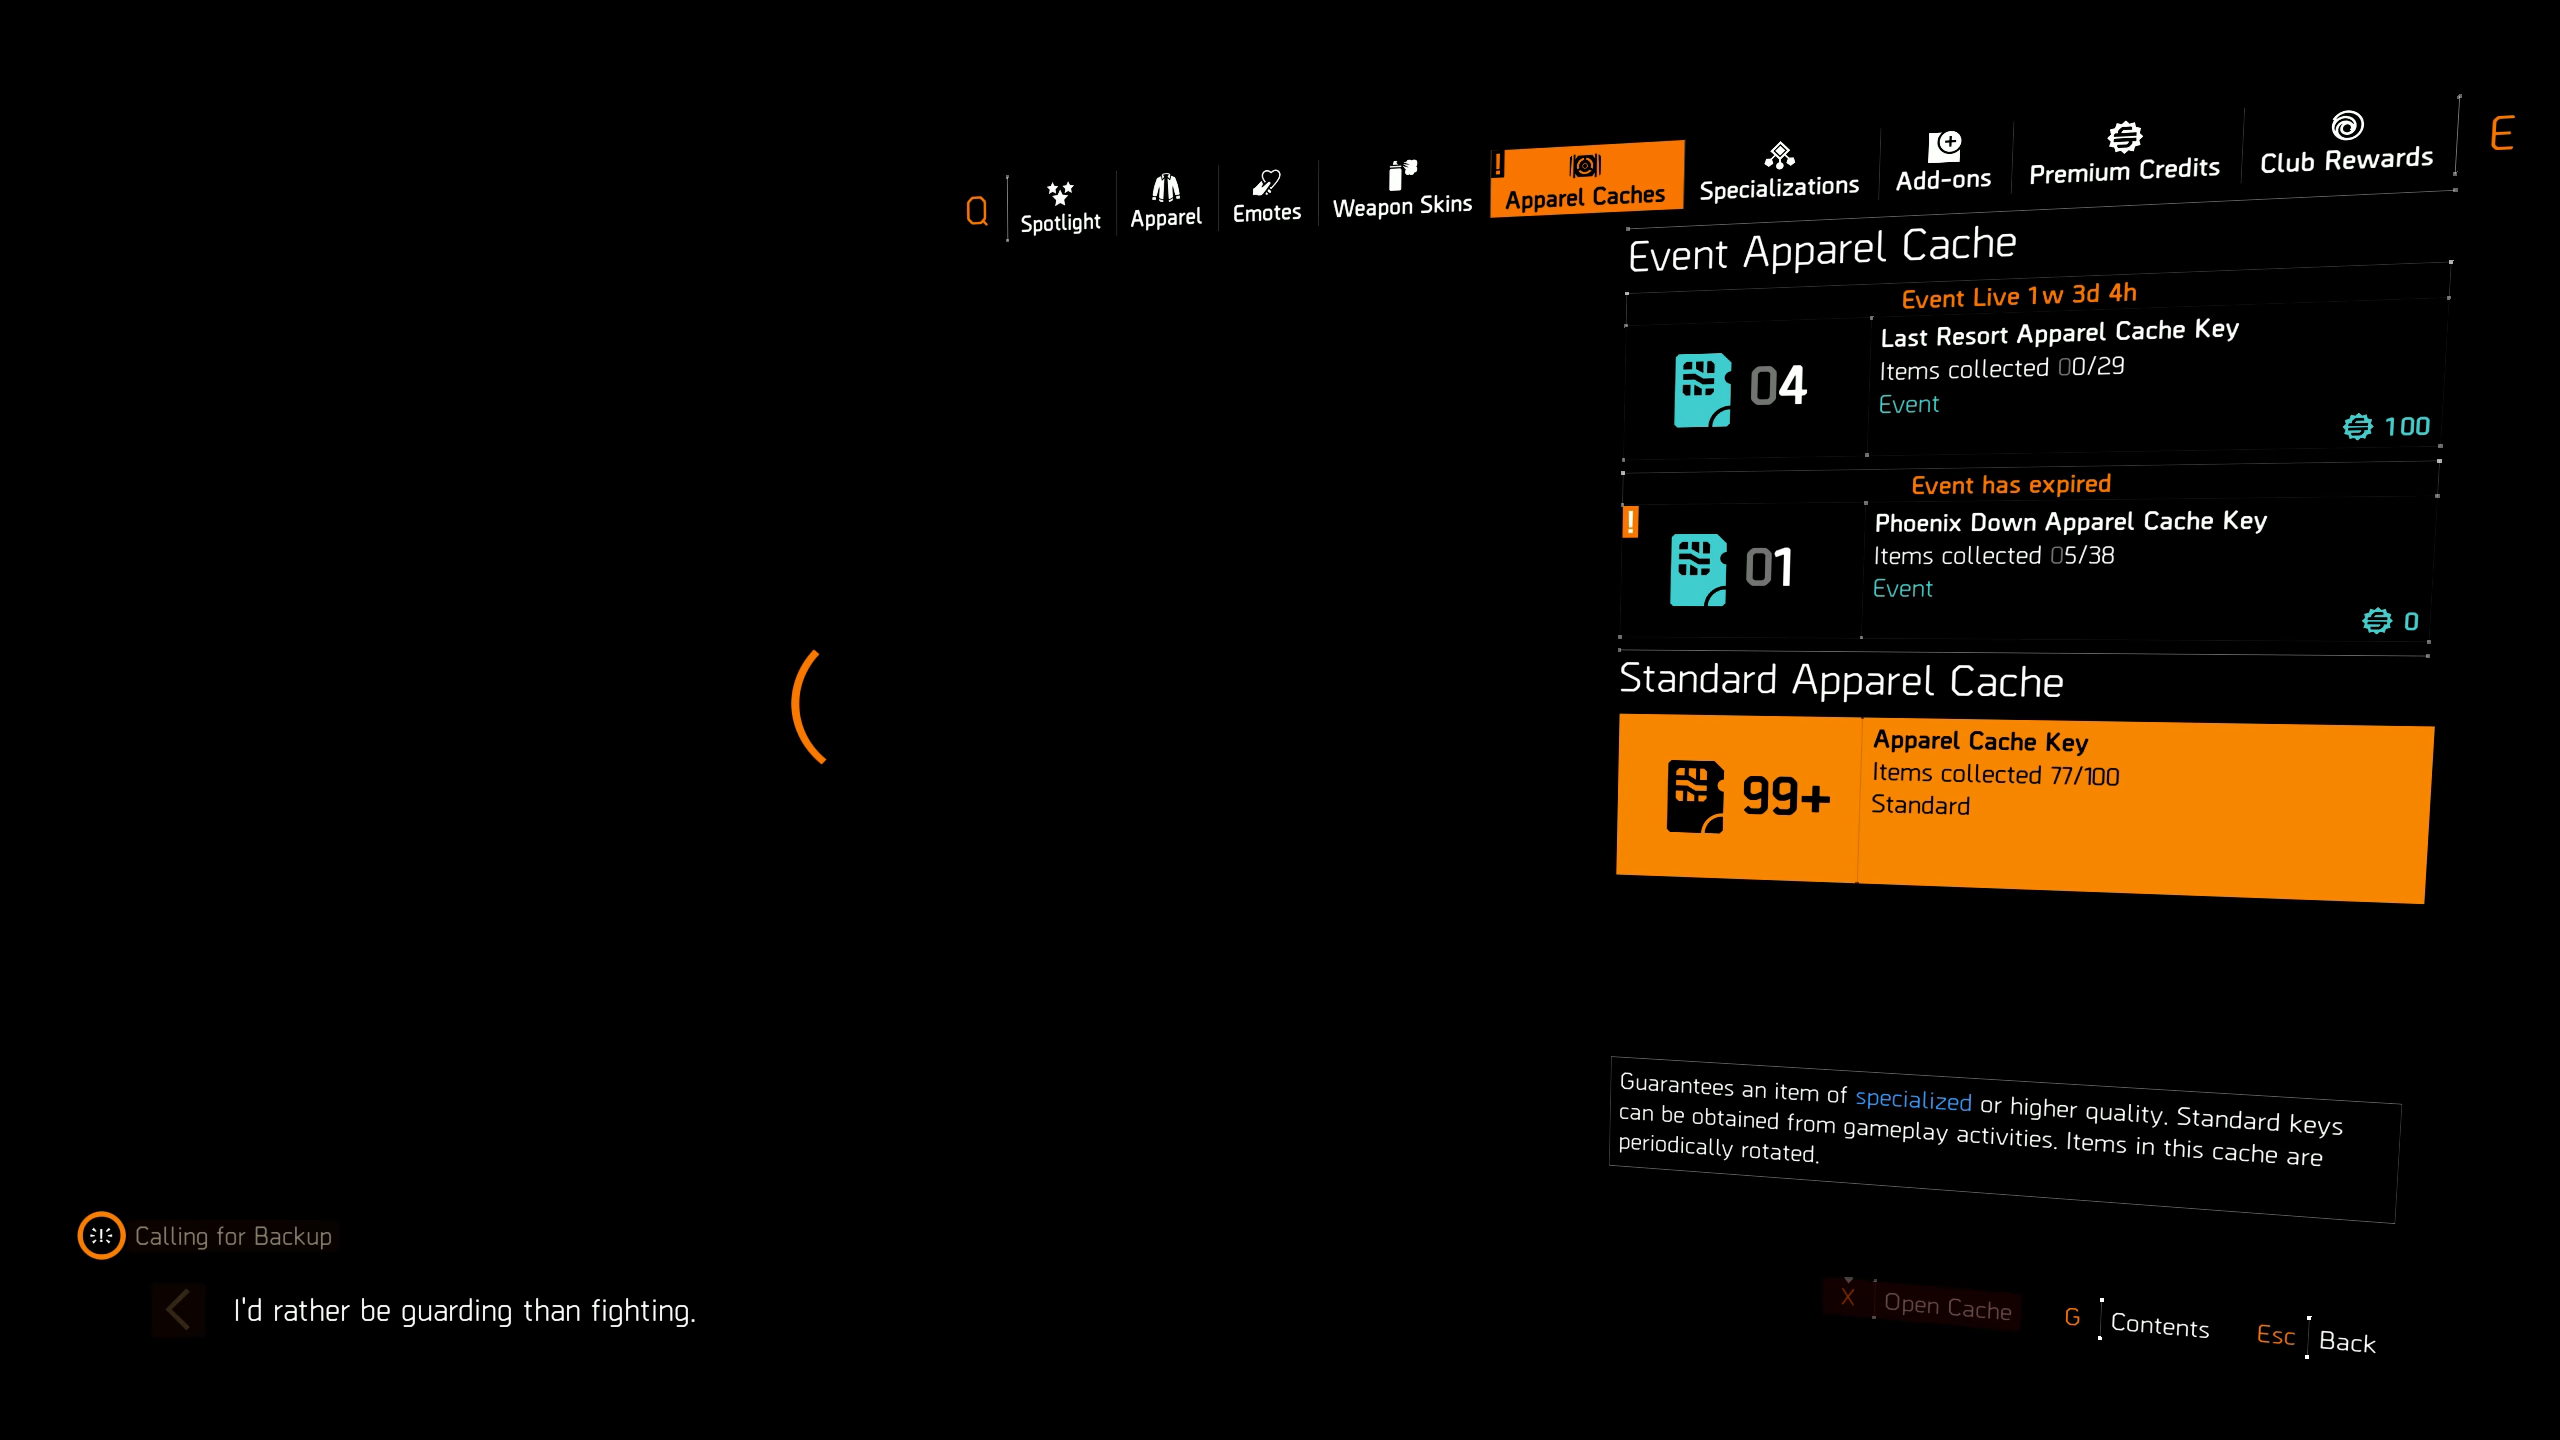 Q
Spotlight
Apparel
Emotes
Weapon Skins
!
Apparel Caches
Specializations
Add-ons
Premium Credits
Club Rewards
E
Event Apparel Cache
Event Live 1w 3d 4h
04
Last Resort Apparel Cache Key
Items collected 00/29
Event
100
Event has expired
!
01
Phoenix Down Apparel Cache Key
Items collected 05/38
Event
0
Standard Apparel Cache
99+
Apparel Cache Key
Items collected 77/100
Standard
Guarantees an item of specialized or higher quality. Standard keys
can be obtained from gameplay activities. Items in this cache are
periodically rotated.
Calling for Backup
I'd rather be guarding than fighting.
X Open Cache
G Contents
Esc Back